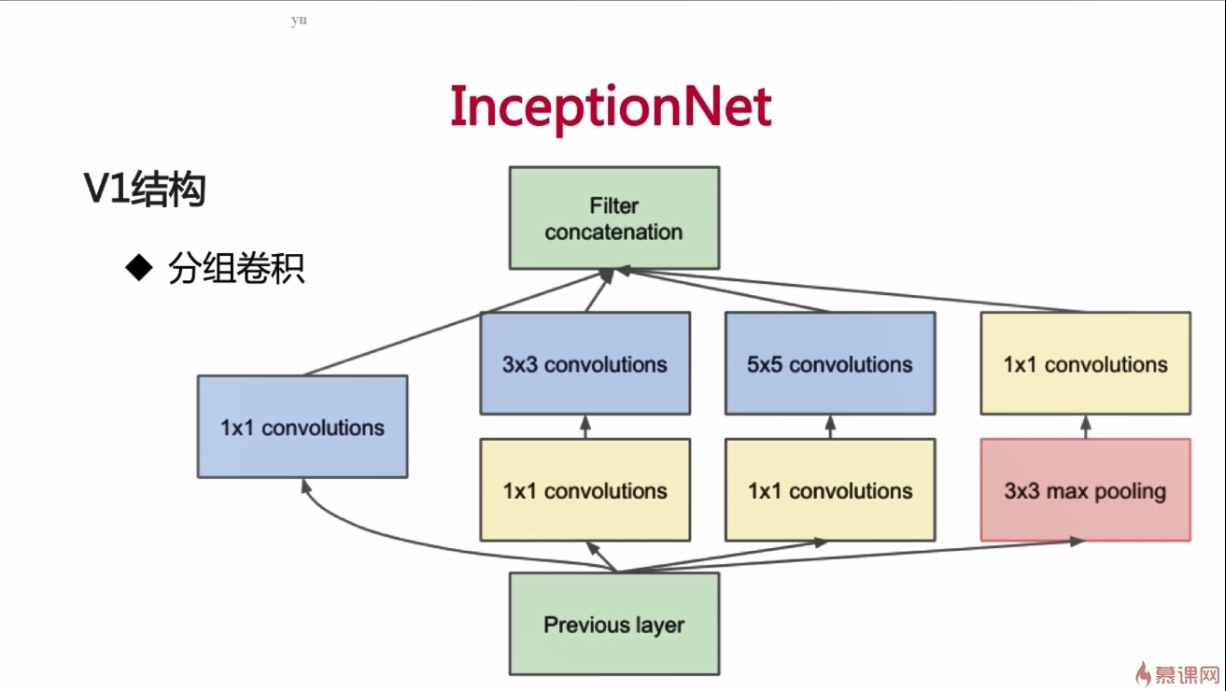 yu
InceptionNet
V1结构
◆ 分组卷积
Filter
concatenation
3x3 convolutions
5x5 convolutions
1x1 convolutions
1x1 convolutions
1x1 convolutions
1x1 convolutions
3x3 max pooling
Previous layer
慕课网